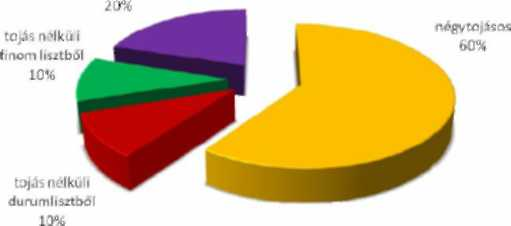 20%
négytojásos
60%
tojás nélküli
finom lisztből
10%
tojás nélküli
durumlisztből
10%